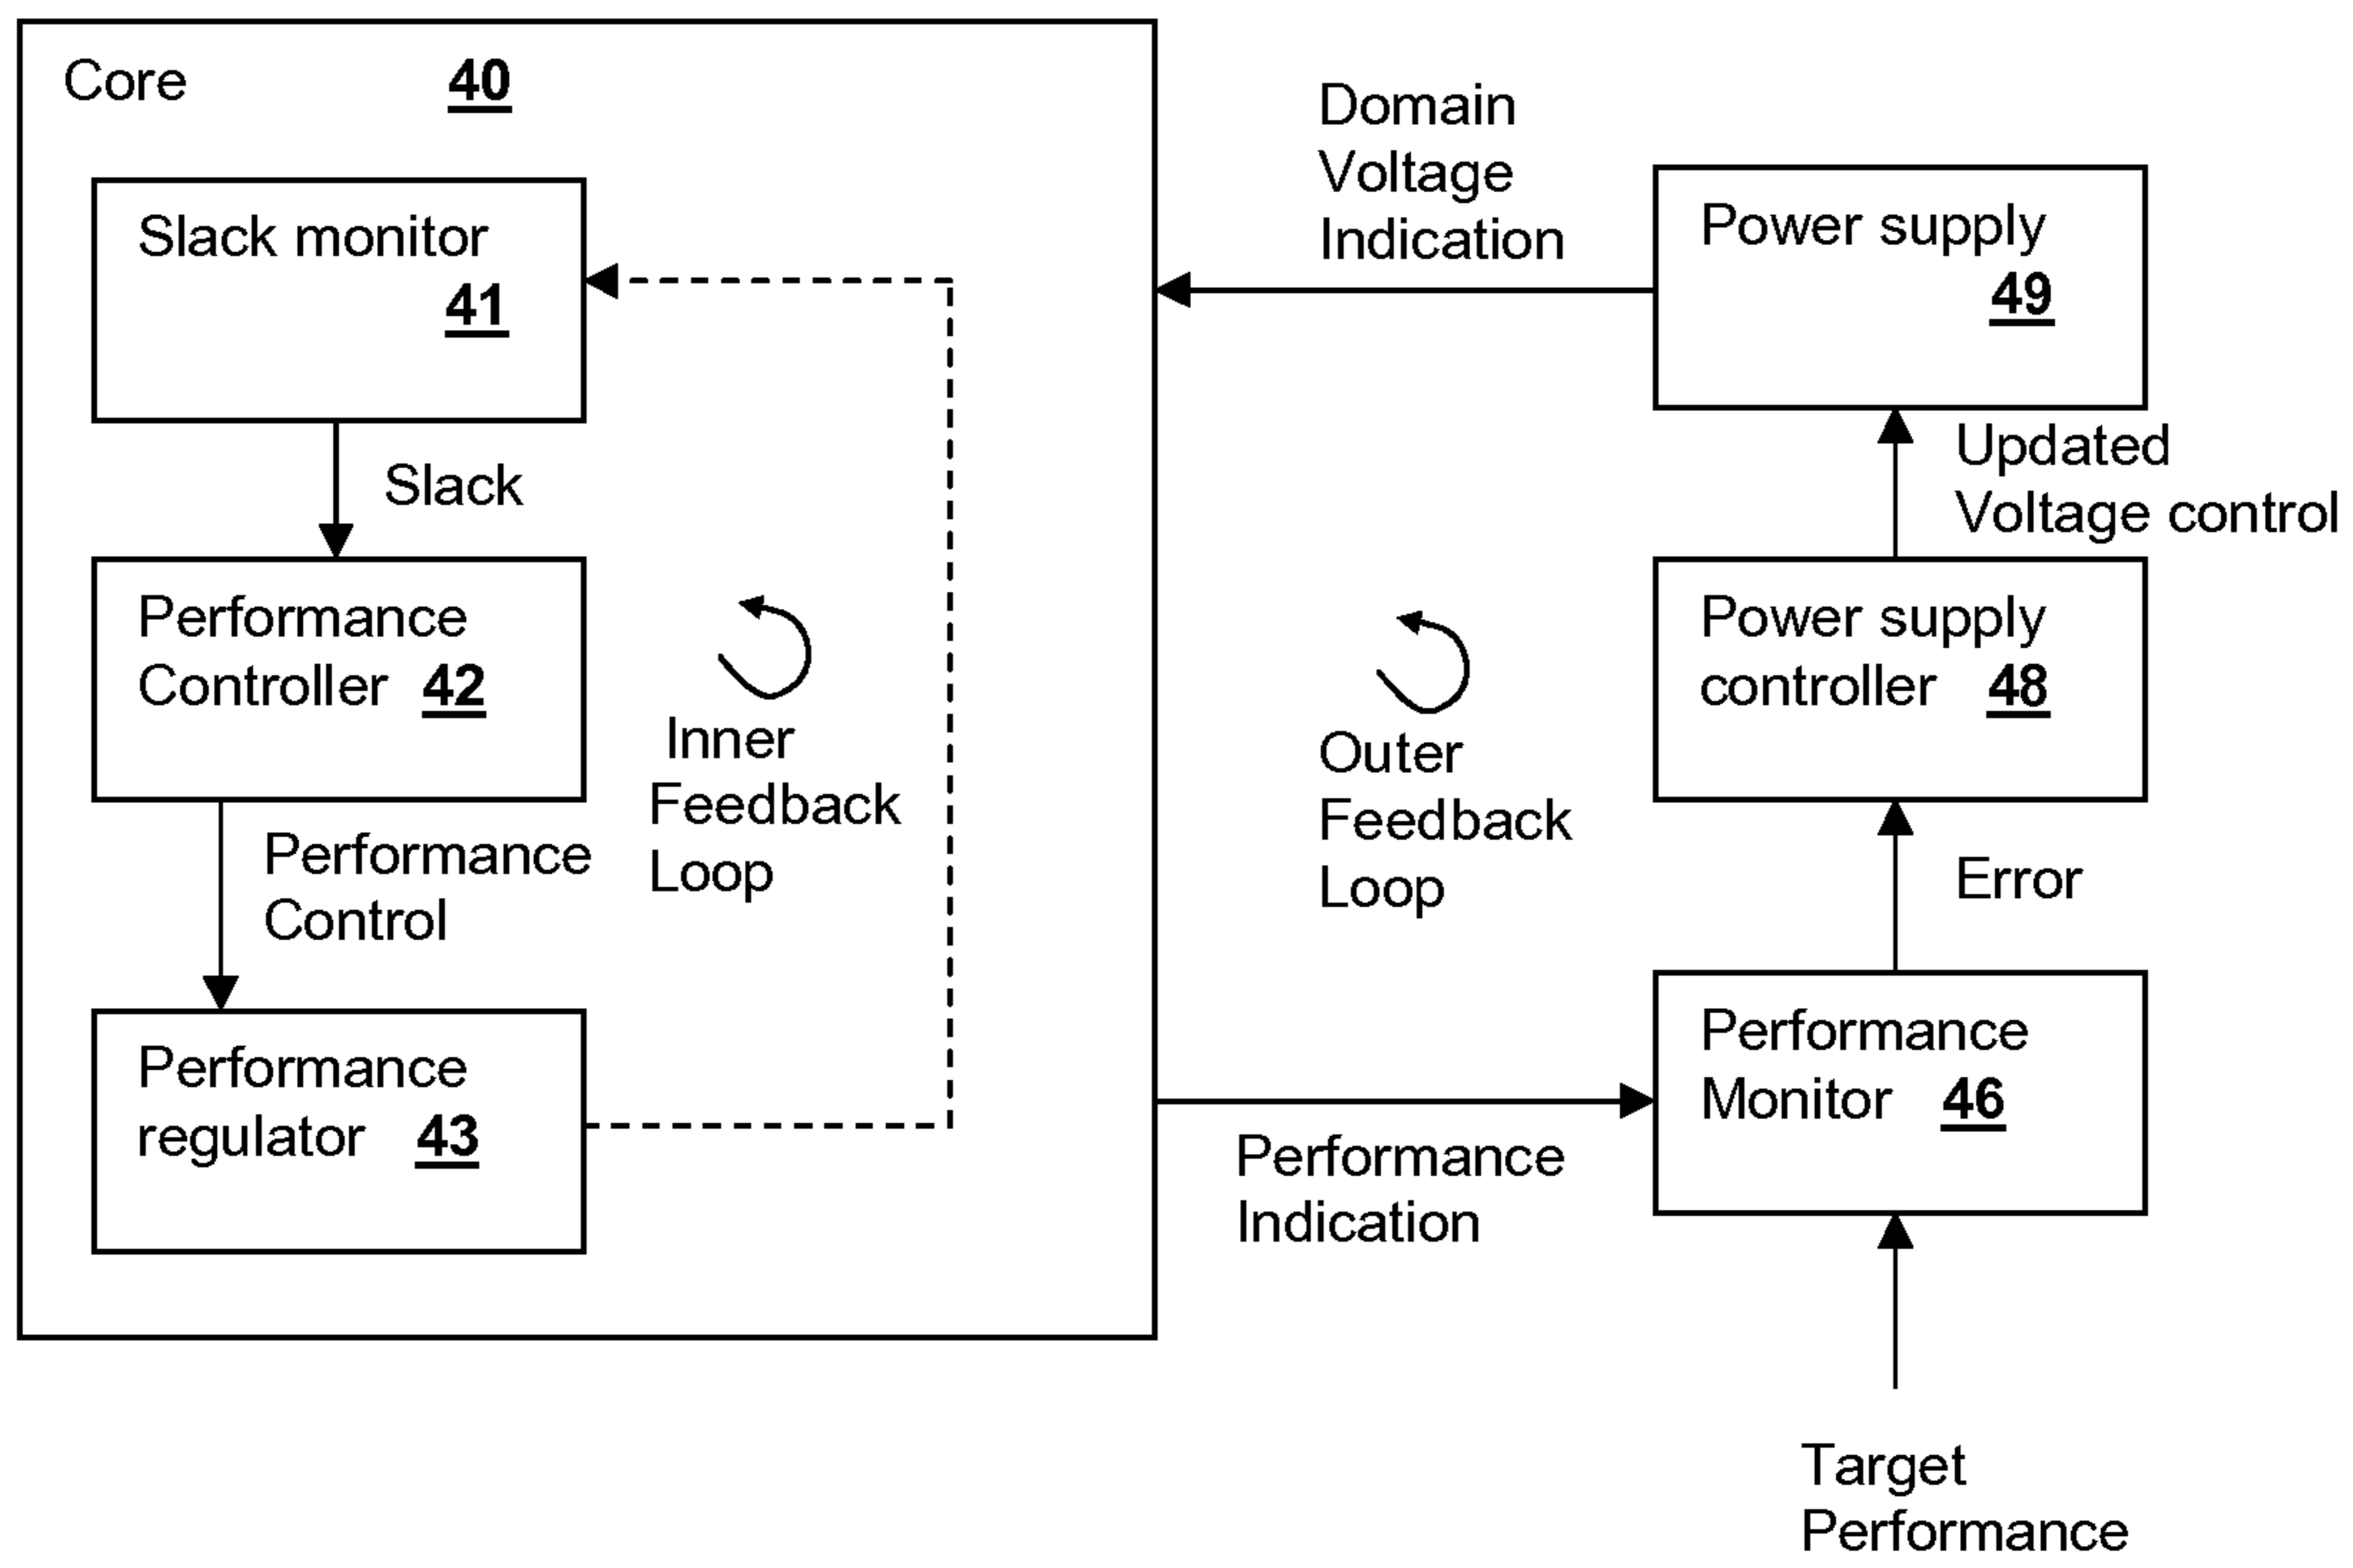 Core 40
Slack monitor
41
Slack
Performance
Controller 42
Performance
Control
Performance
regulator 43
Inner
Feedback
Loop
Domain
Voltage
Indication
Outer
Feedback
Loop
Performance
Indication
Power supply
49
Updated
Voltage control
Power supply
controller 48
Error
Performance
Monitor 46
Target
Performance